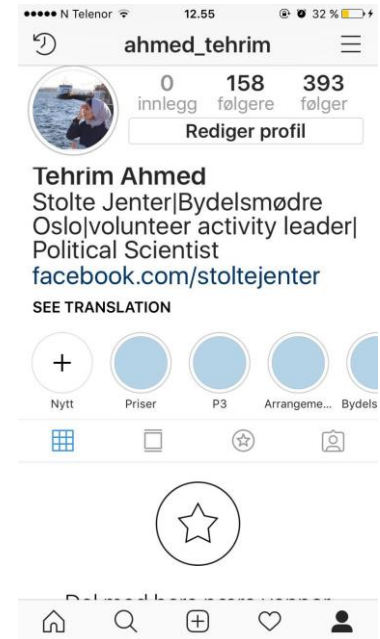 N Telenor 12.55 32 %
ahmed_tehrim
0 158 393
innlegg følgere følger
Rediger profil
Tehrim Ahmed
Stolte Jenter|Bydelsmødre
Oslo|volunteer activity leader|
Political Scientist
facebook.com/stoltejenter
SEE TRANSLATION
Nytt Priser P3 Arrangeme... Bydels